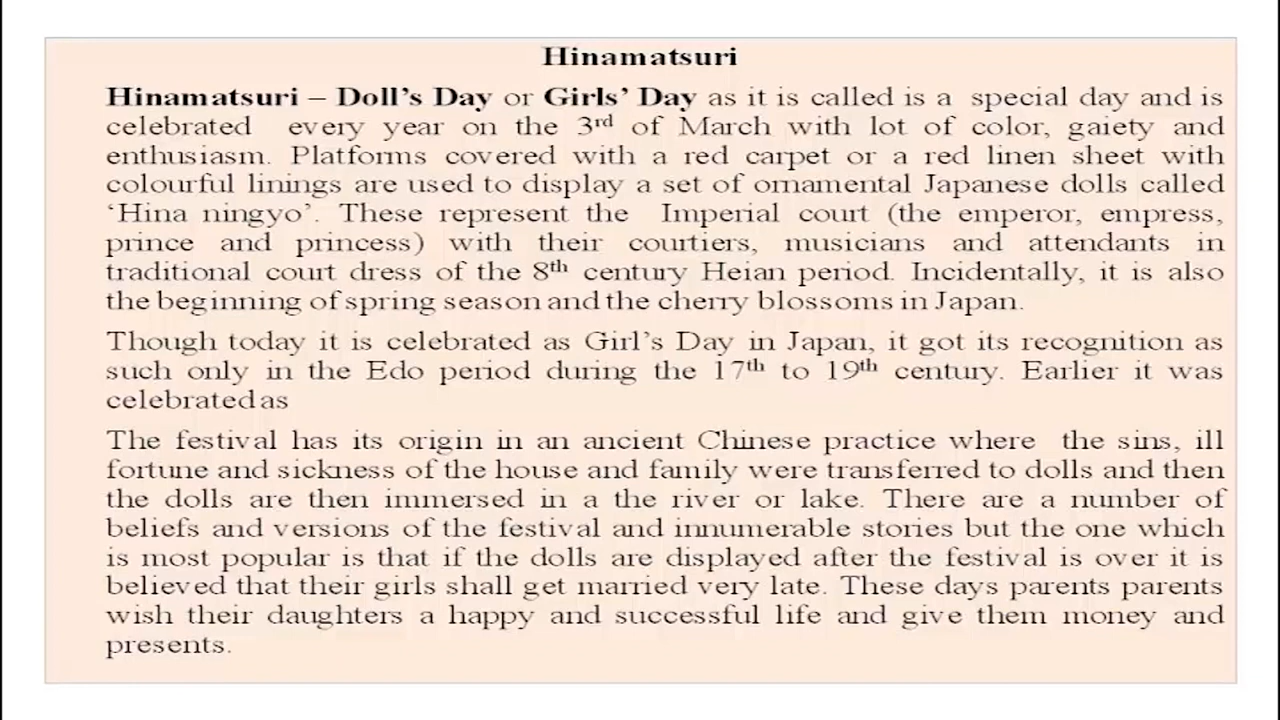 Hinamatsuri
Hinamatsuri – Doll's Day or Girls' Day as it is called is a special day and is
celebrated every year on the 3rd of March with lot of color, gaiety and
enthusiasm. Platforms covered with a red carpet or a red linen sheet with
colourful linings are used to display a set of ornamental Japanese dolls called
‘Hina ningyo’. These represent the Imperial court (the emperor, empress,
prince and princess) with their courtiers, musicians and attendants in
traditional court dress of the 8th century Heian period. Incidentally, it is also
the beginning of spring season and the cherry blossoms in Japan.
Though today it is celebrated as Girl's Day in Japan, it got its recognition as
such only in the Edo period during the 17th to 19th century. Earlier it was
celebrated as
The festival has its origin in an ancient Chinese practice where the sins, ill
fortune and sickness of the house and family were transferred to dolls and then
the dolls are then immersed in a the river or lake. There are a number of
beliefs and versions of the festival and innumerable stories but the one which
is most popular is that if the dolls are displayed after the festival is over it is
believed that their girls shall get married very late. These days parents parents
wish their daughters a happy and successful life and give them money and
presents.